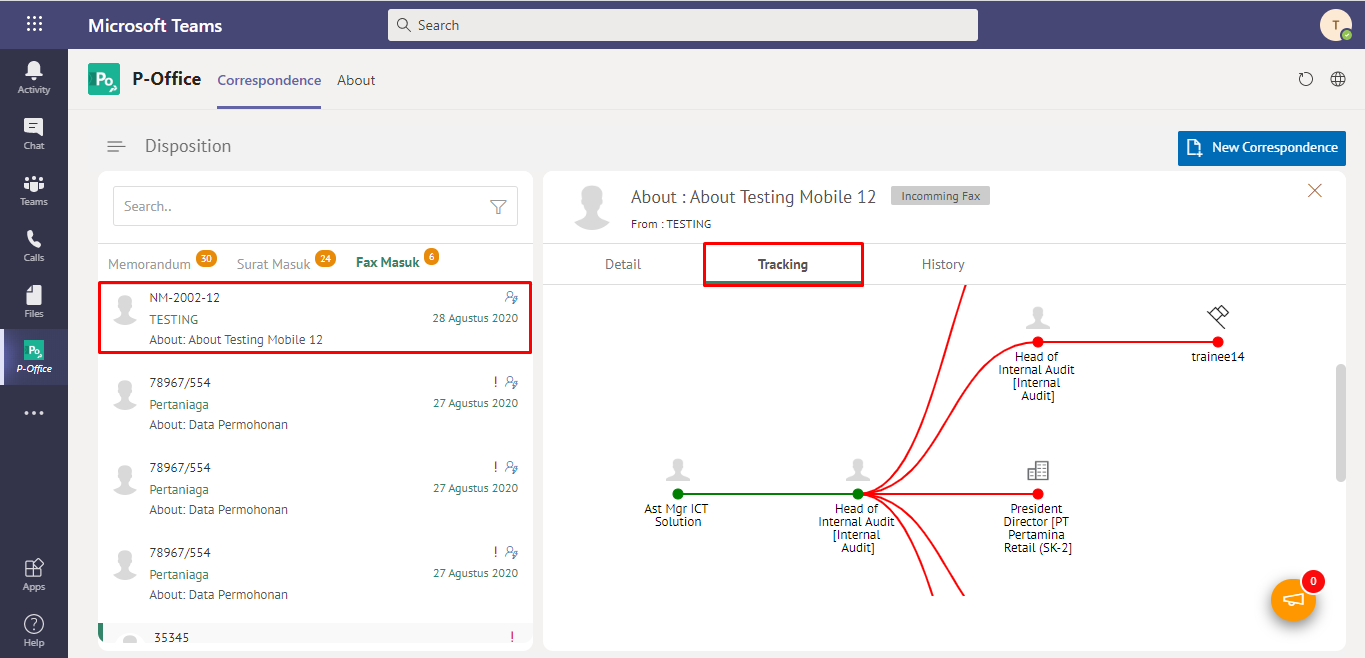 Microsoft Teams
Search
T
Activity
Chat
Teams
Calls
Files
Po
P-Office
Apps
Help
Po
P-Office
Correspondence
About
Disposition
New Correspondence
Search..
Memorandum 30
Surat Masuk 24
Fax Masuk 6
NM-2002-12
TESTING
28 Agustus 2020
About: About Testing Mobile 12
78967/554
!
Pertaniaga
27 Agustus 2020
About: Data Permohonan
78967/554
!
Pertaniaga
27 Agustus 2020
About: Data Permohonan
78967/554
!
Pertaniaga
27 Agustus 2020
About: Data Permohonan
35345
!
About : About Testing Mobile 12
Incomming Fax
From : TESTING
Detail
Tracking
History
Head of
Internal Audit
[Internal
Audit]
trainee14
Ast Mgr ICT
Solution
Head of
Internal Audit
[Internal
Audit]
President
Director [PT
Pertamina
Retail (SK-2]
0